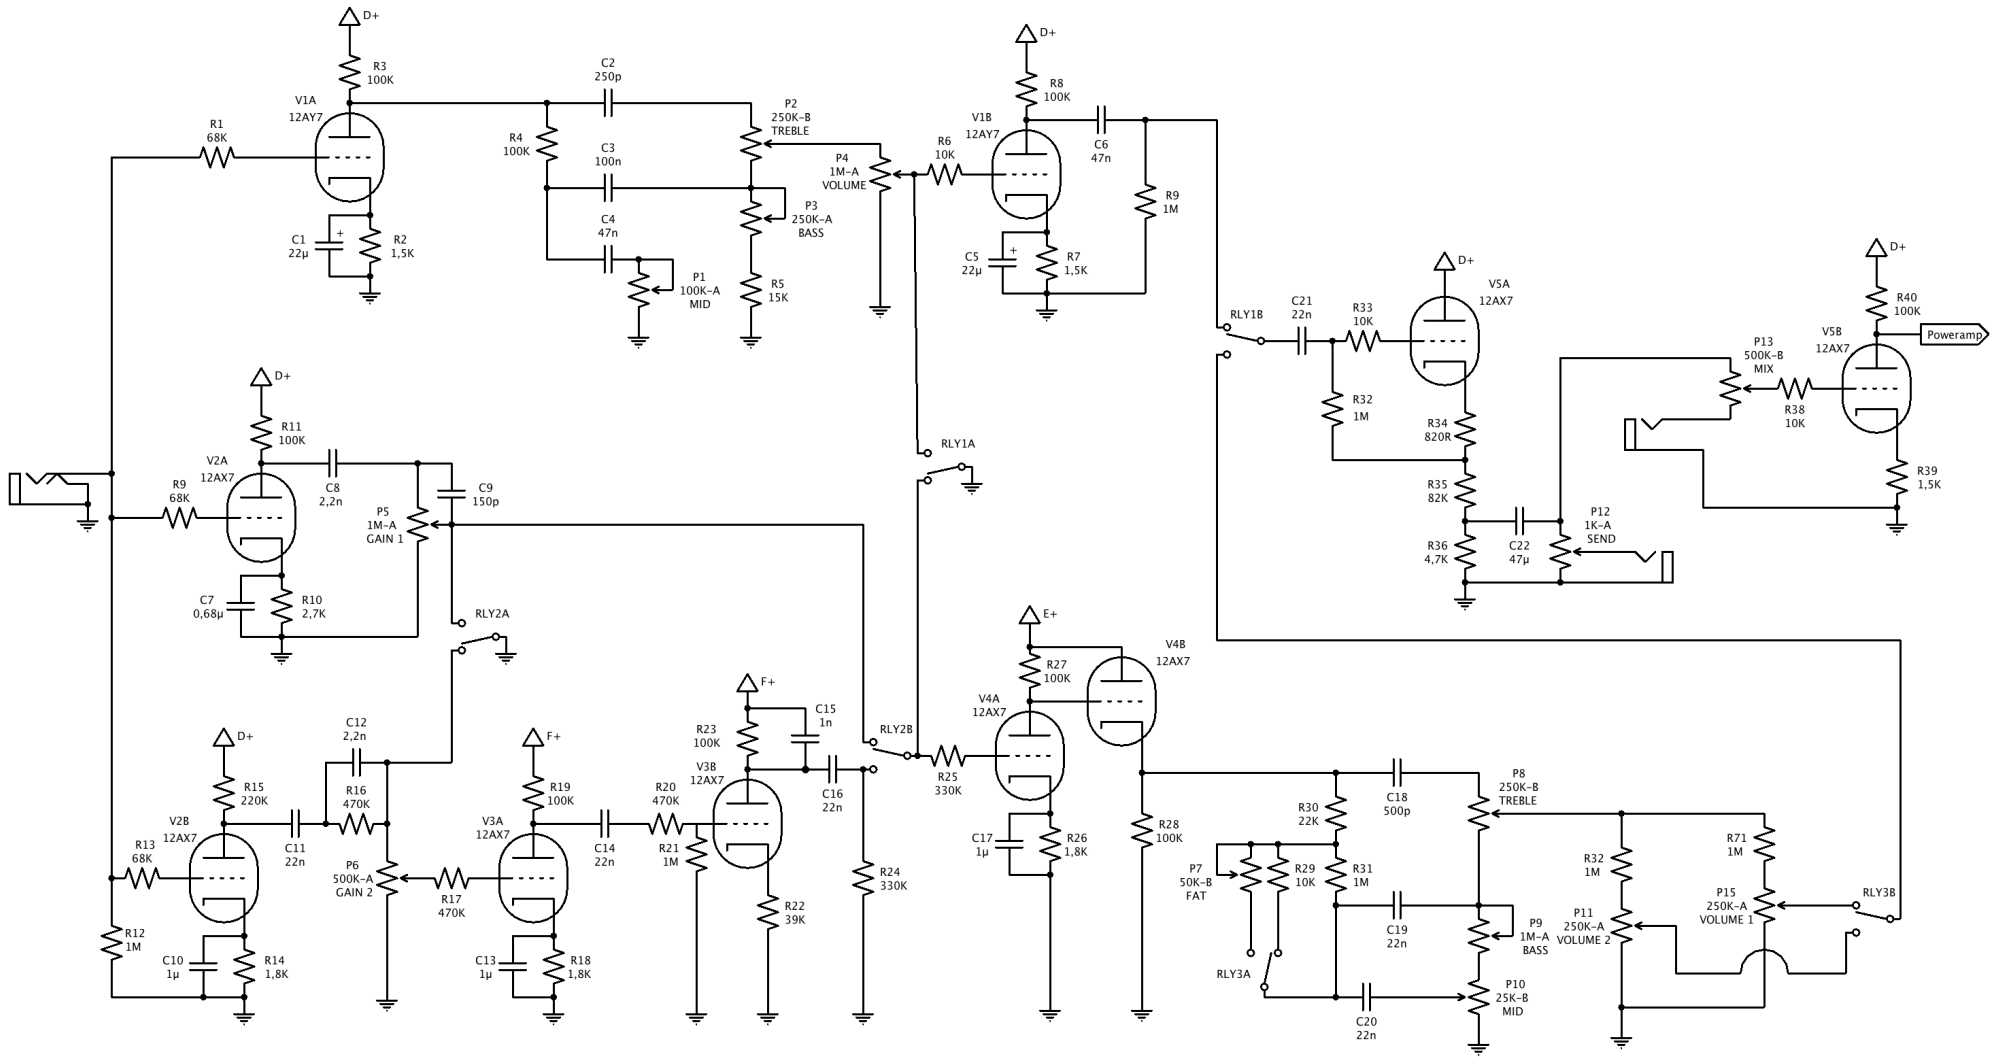 D+
R3
100K
V1A
12AY7
R1
68K
C1
22µ
+
R2
1,5K
R4
100K
C2
250p
C3
100n
C4
47n
P1
100K-A
MID
P2
250K-B
TREBLE
P3
250K-A
BASS
R5
15K
P4
1M-A
VOLUME
R6
10K
D+
R8
100K
V1B
12AY7
C5
22µ
+
R7
1,5K
C6
47n
R9
1M
RLY1B
C21
22n
R33
10K
R32
1M
D+
V5A
12AX7
R34
820R
R35
82K
R36
4,7K
C22
47µ
P12
1K-A
SEND
P13
500K-B
MIX
R38
10K
D+
R40
100K
V5B
12AX7
Poweramp
R39
1,5K
D+
R11
100K
V2A
12AX7
R9
68K
C7
0,68µ
R10
2,7K
C8
2,2n
P5
1M-A
GAIN 1
C9
150p
RLY2A
RLY1A
D+
R15
220K
V2B
12AX7
R13
68K
R12
1M
C10
1µ
R14
1,8K
C11
22n
C12
2,2n
R16
470K
P6
500K-A
GAIN 2
R17
470K
F+
R19
100K
V3A
12AX7
C13
1µ
R18
1,8K
C14
22n
R20
470K
R21
1M
F+
R23
100K
V3B
12AX7
R22
39K
C15
1n
C16
22n
R24
330K
RLY2B
R25
330K
E+
R27
100K
V4A
12AX7
C17
1µ
R26
1,8K
V4B
12AX7
R28
100K
R30
22K
P7
50K-B
FAT
R29
10K
R31
1M
RLY3A
C18
500p
C19
22n
C20
22n
P8
250K-B
TREBLE
P9
1M-A
BASS
P10
25K-B
MID
R32
1M
P11
250K-A
VOLUME 2
R71
1M
P15
250K-A
VOLUME 1
RLY3B